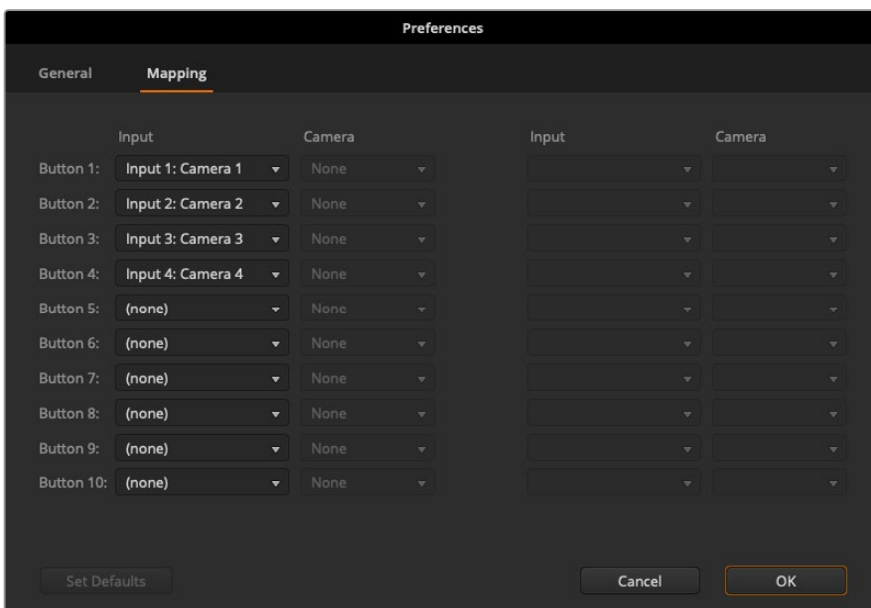 Preferences
General Mapping
Input Camera Input Camera
Button 1: Input 1: Camera 1 None
Button 2: Input 2: Camera 2 None
Button 3: Input 3: Camera 3 None
Button 4: Input 4: Camera 4 None
Button 5: (none) None
Button 6: (none) None
Button 7: (none) None
Button 8: (none) None
Button 9: (none) None
Button 10: (none) None
Set Defaults Cancel OK